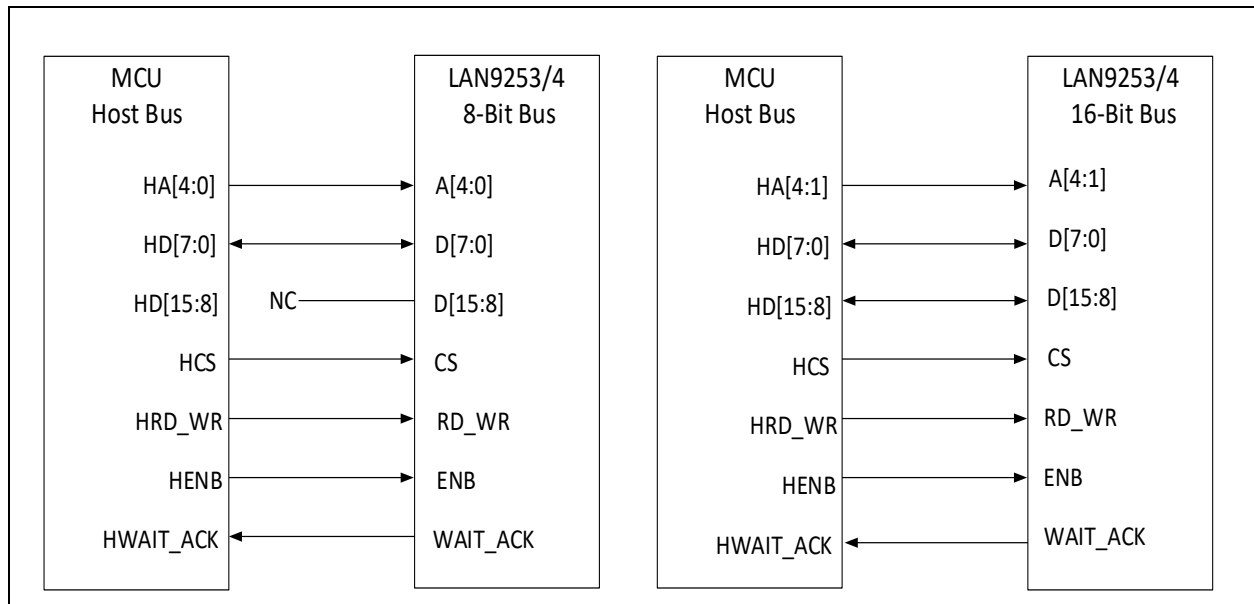 MCU
Host Bus
HA[4:0]
HD[7:0]
HD[15:8]
HCS
HRD_WR
HENB
HWAIT_ACK
NC
LAN9253/4
8-Bit Bus
A[4:0]
D[7:0]
D[15:8]
CS
RD_WR
ENB
WAIT_ACK
MCU
Host Bus
HA[4:1]
HD[7:0]
HD[15:8]
HCS
HRD_WR
HENB
HWAIT_ACK
LAN9253/4
16-Bit Bus
A[4:1]
D[7:0]
D[15:8]
CS
RD_WR
ENB
WAIT_ACK